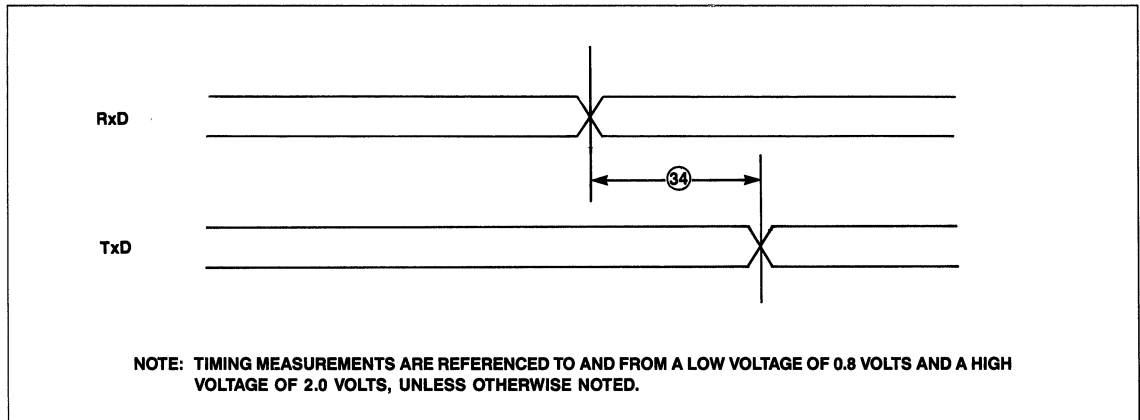 RxD
34
TxD
NOTE: TIMING MEASUREMENTS ARE REFERENCED TO AND FROM A LOW VOLTAGE OF 0.8 VOLTS AND A HIGH
VOLTAGE OF 2.0 VOLTS, UNLESS OTHERWISE NOTED.